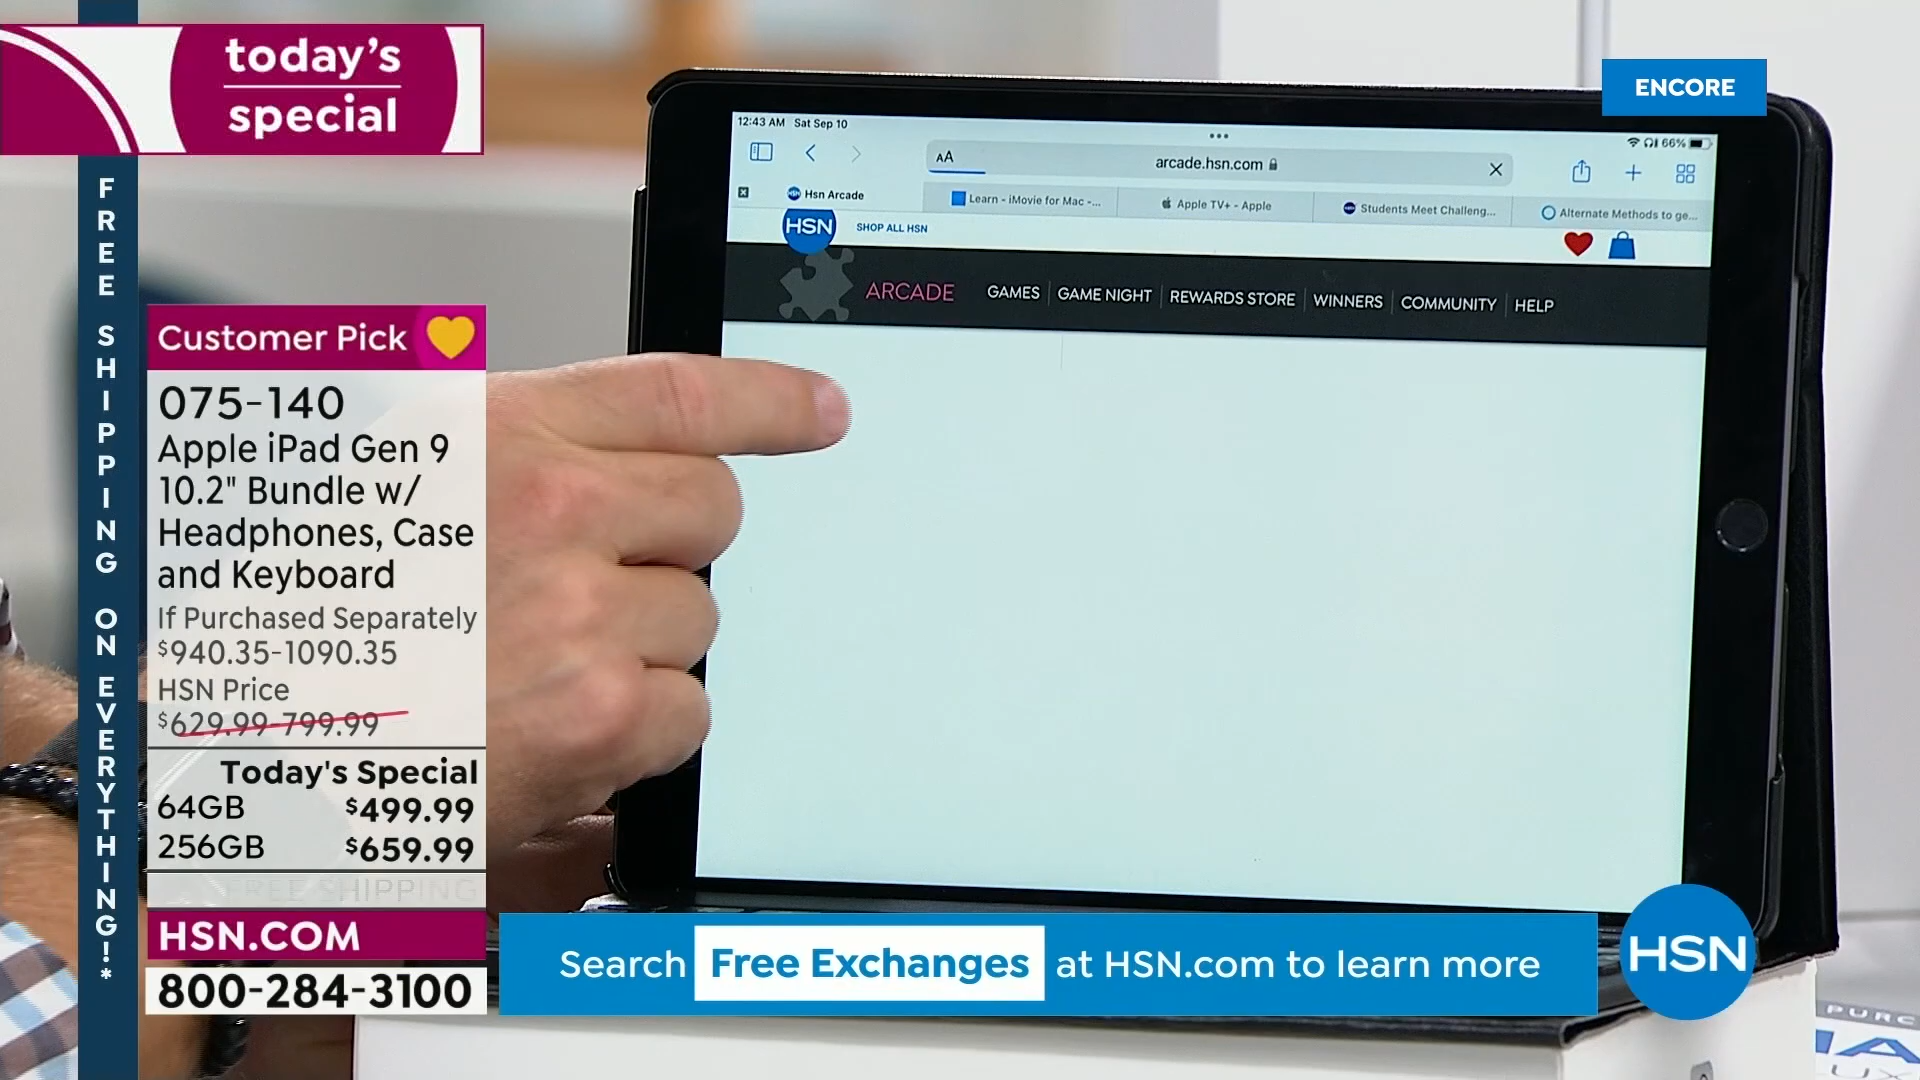 today's
special
FREE SHIPPING ON EVERYTHING!*
Customer Pick
075-140
Apple iPad Gen 9
10.2" Bundle w/
Headphones, Case
and Keyboard
If Purchased Separately
$940.35-1090.35
HSN Price
$629.99-799.99
Today's Special
64GB $499.99
256GB $659.99
FREE SHIPPING
HSN.COM
800-284-3100
ENCORE
12:43 AM Sat Sep 10
66%
AA arcade.hsn.com
Hsn Arcade
Learn - iMovie for Mac -...
Apple TV+ - Apple
Students Meet Challeng...
Alternate Methods to ge...
HSN SHOP ALL HSN
ARCADE GAMES GAME NIGHT REWARDS STORE WINNERS COMMUNITY HELP
Search Free Exchanges at HSN.com to learn more
HSN